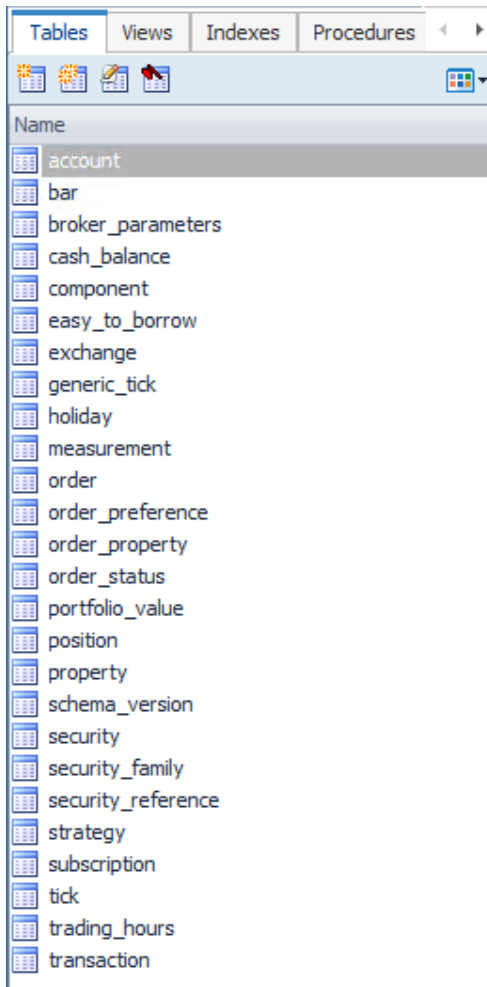 Tables Views Indexes Procedures
Name
account
bar
broker_parameters
cash_balance
component
easy_to_borrow
exchange
generic_tick
holiday
measurement
order
order_preference
order_property
order_status
portfolio_value
position
property
schema_version
security
security_family
security_reference
strategy
subscription
tick
trading_hours
transaction